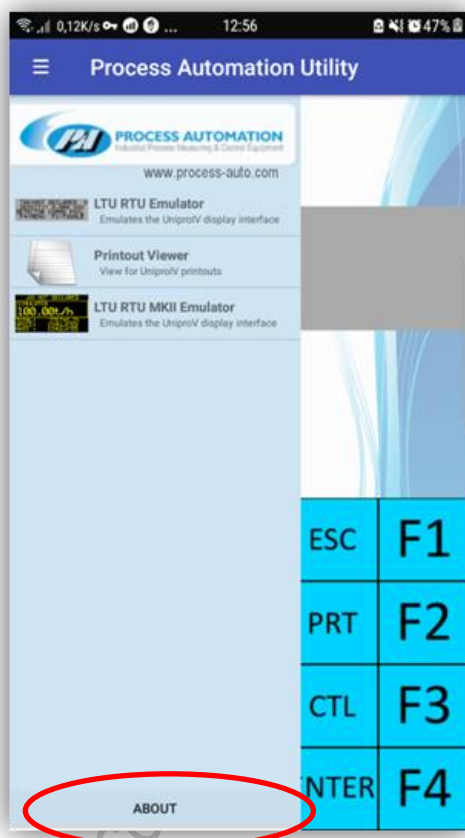 0,12K/s ... 12:56 47%
Process Automation Utility
PA PROCESS AUTOMATION
Industrial Process Measuring & Control Equipment
www.process-auto.com
LTU RTU Emulator
Emulates the UniproIV display interface
Printout Viewer
View for UniproIV printouts
LTU RTU MKII Emulator
Emulates the UniproV display interface
100.00t/h
ESC F1
PRT F2
CTL F3
NTER F4
ABOUT